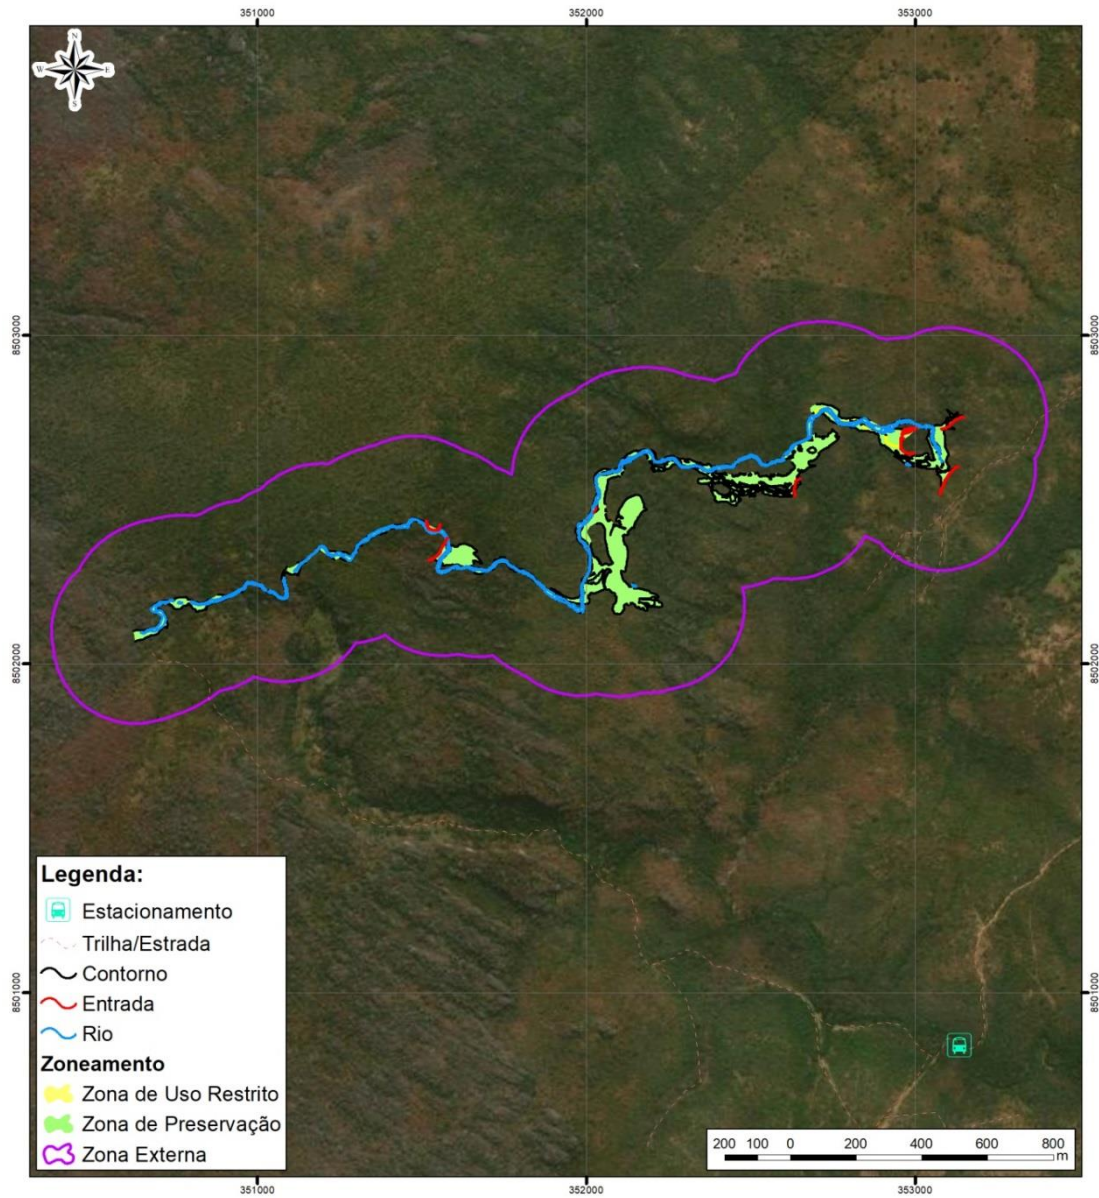 351000 352000 353000
N
W E
S
8503000 8503000
8502000 8502000
8501000 8501000
Legenda:
Estacionamento
Trilha/Estrada
Contorno
Entrada
Rio
Zoneamento
Zona de Uso Restrito
Zona de Preservação
Zona Externa
200 100 0 200 400 600 800
m
351000 352000 353000